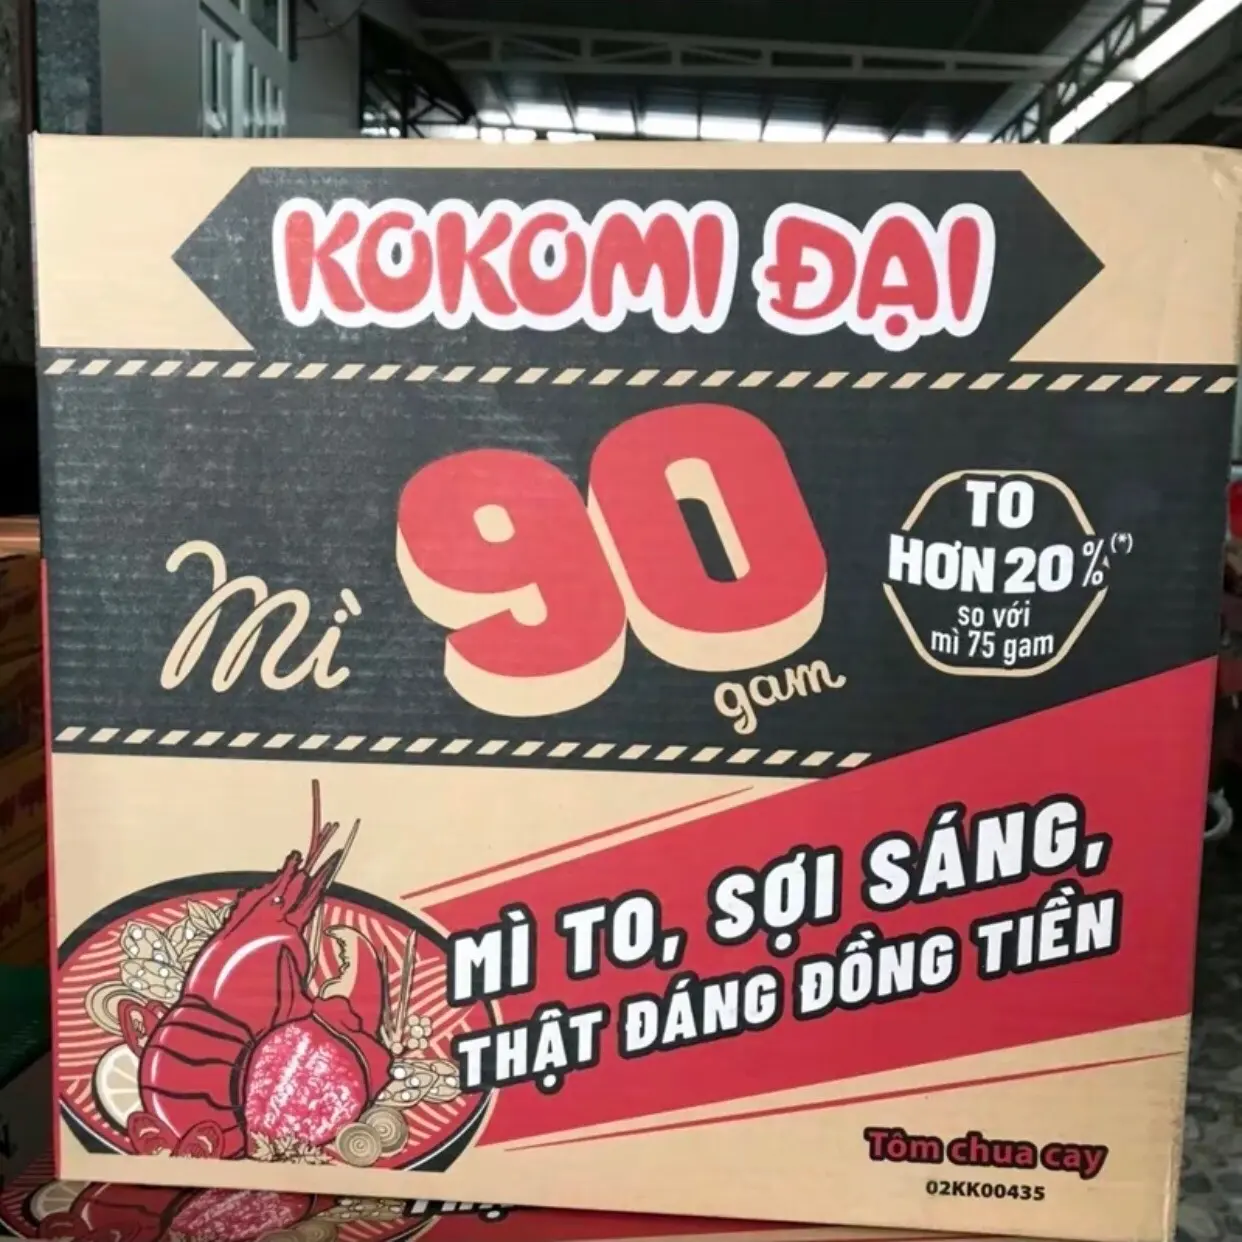 KOKOMI ĐẠI
Mì 90 gam
TO
HƠN 20%(*)
so với
mì 75 gam
MÌ TO, SỢI SÁNG,
THẬT ĐÁNG ĐỒNG TIỀN
Tôm chua cay
02KK00435